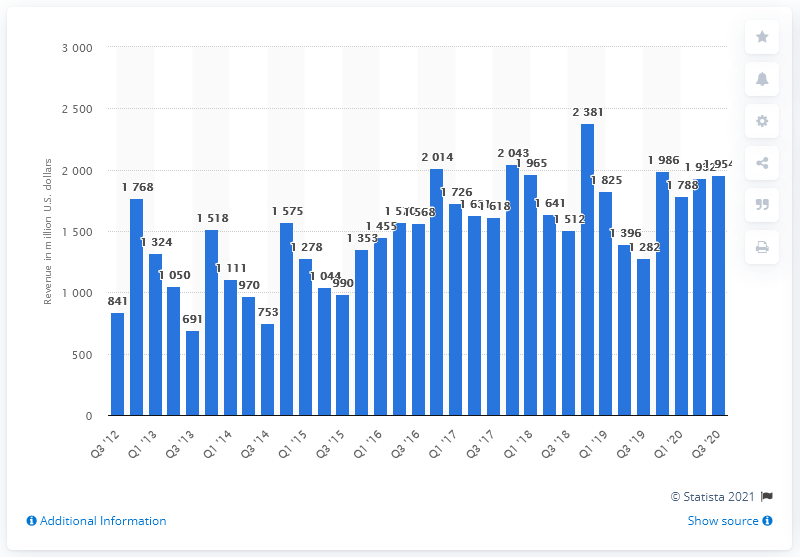 3 000
2 500
2 000
1 500
1 000
500
0
Revenue in million U.S. dollars
841
1 768
1 324
1 050
691
1 518
1 111
970
753
1 575
1 278
1 044
990
1 353
1 455
1 568
2 014
1 726
1 618
2 043
1 965
1 641
1 512
2 381
1 825
1 396
1 282
1 986
1 788
1 932
1 954
Q3 '12
Q1 '13
Q3 '13
Q1 '14
Q3 '14
Q1 '15
Q3 '15
Q1 '16
Q3 '16
Q1 '17
Q3 '17
Q1 '18
Q3 '18
Q1 '19
Q3 '19
Q1 '20
Q3 '20
© Statista 2021
Additional Information
Show source